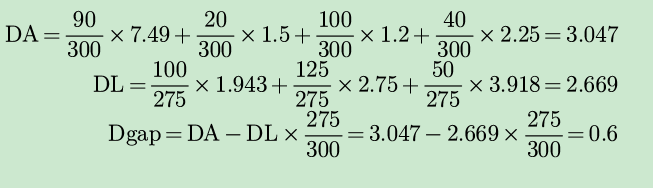 DA = 90/300 × 7.49 + 20/300 × 1.5 + 100/300 × 1.2 + 40/300 × 2.25 = 3.047
DL = 100/275 × 1.943 + 125/275 × 2.75 + 50/275 × 3.918 = 2.669
Dgap = DA − DL × 275/300 = 3.047 − 2.669 × 275/300 = 0.6